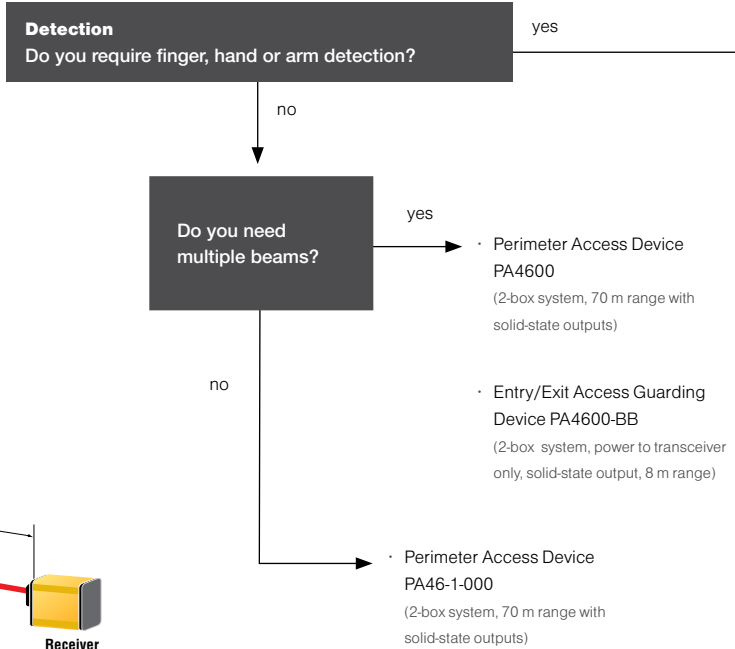 Detection
Do you require finger, hand or arm detection?
yes
no
Do you need
multiple beams?
yes
· Perimeter Access Device
PA4600
(2-box system, 70 m range with
solid-state outputs)
no
· Entry/Exit Access Guarding
Device PA4600-BB
(2-box system, power to transceiver
only, solid-state output, 8 m range)
· Perimeter Access Device
PA46-1-000
(2-box system, 70 m range with
solid-state outputs)
Receiver